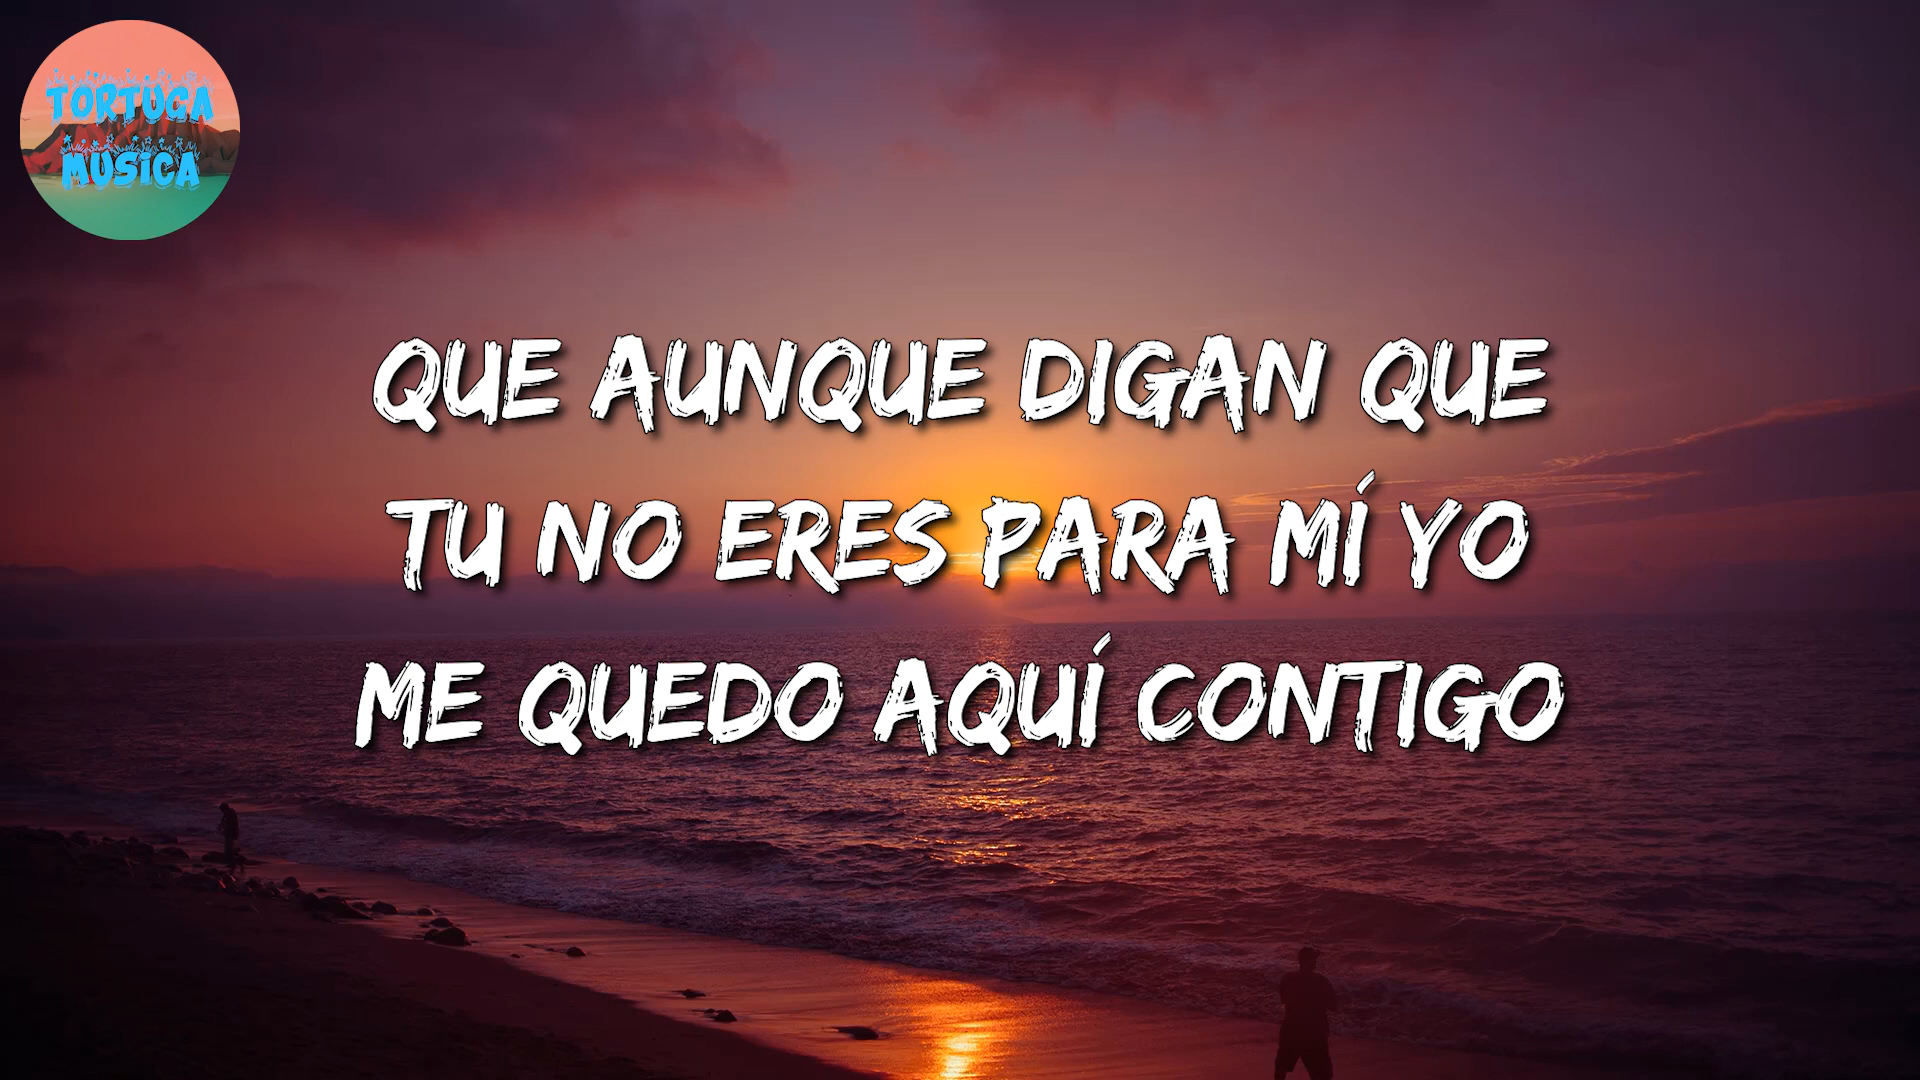 TORTUGA
MUSICA
QUE AUNQUE DIGAN QUE
TU NO ERES PARA MÍ YO
ME QUEDO AQUÍ CONTIGO